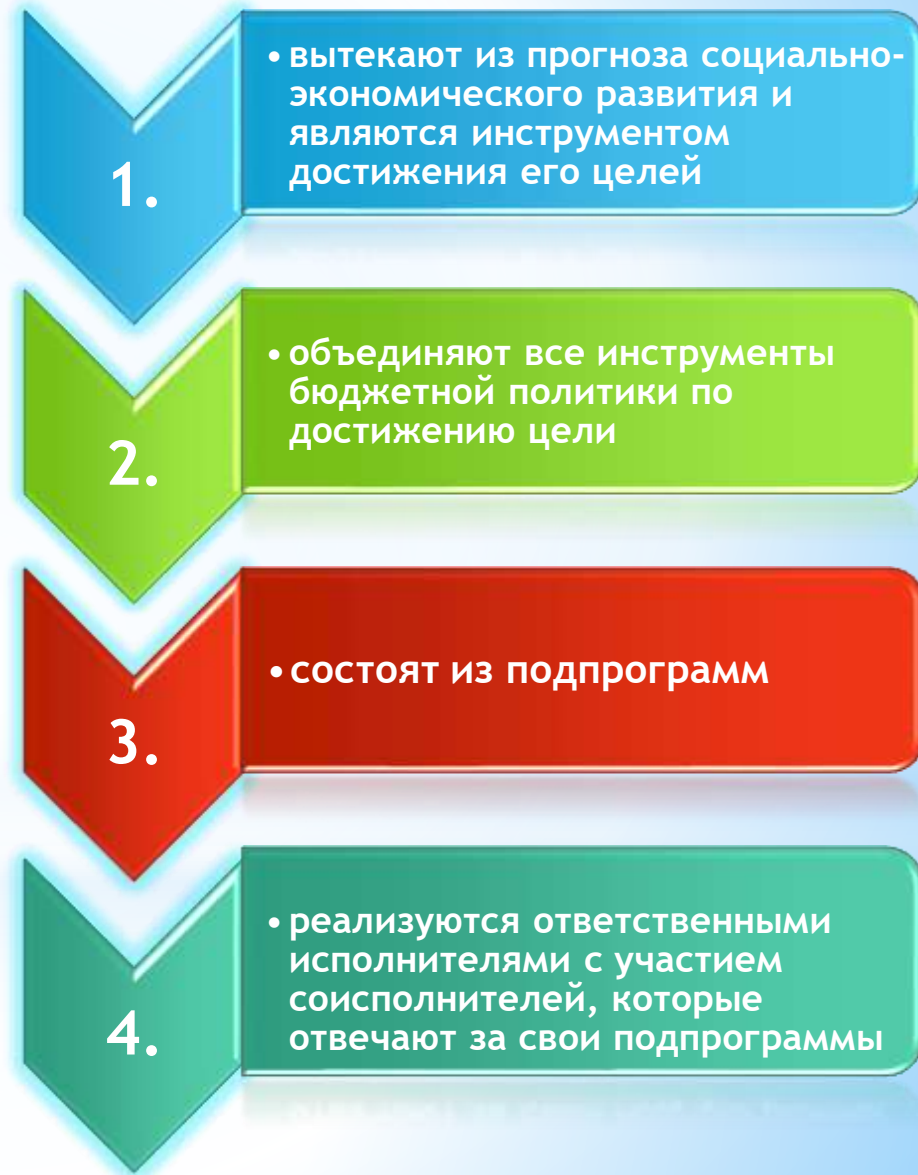 1.
• вытекают из прогноза социально-
экономического развития и
являются инструментом
достижения его целей
2.
• объединяют все инструменты
бюджетной политики по
достижению цели
3.
• состоят из подпрограмм
4.
• реализуются ответственными
исполнителями с участием
соисполнителей, которые
отвечают за свои подпрограммы